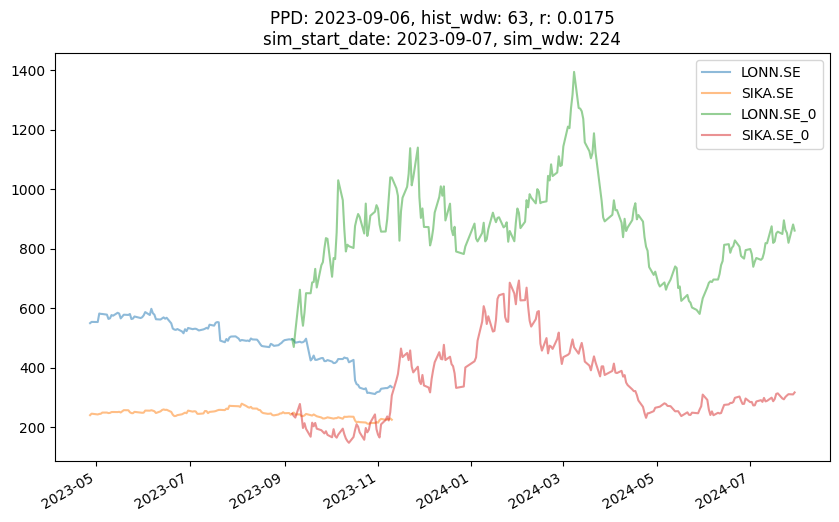 PPD: 2023-09-06, hist_wdw: 63, r: 0.0175
sim_start_date: 2023-09-07, sim_wdw: 224
LONN.SE
SIKA.SE
LONN.SE_0
SIKA.SE_0
1400
1200
1000
800
600
400
200
2023-05
2023-07
2023-09
2023-11
2024-01
2024-03
2024-05
2024-07